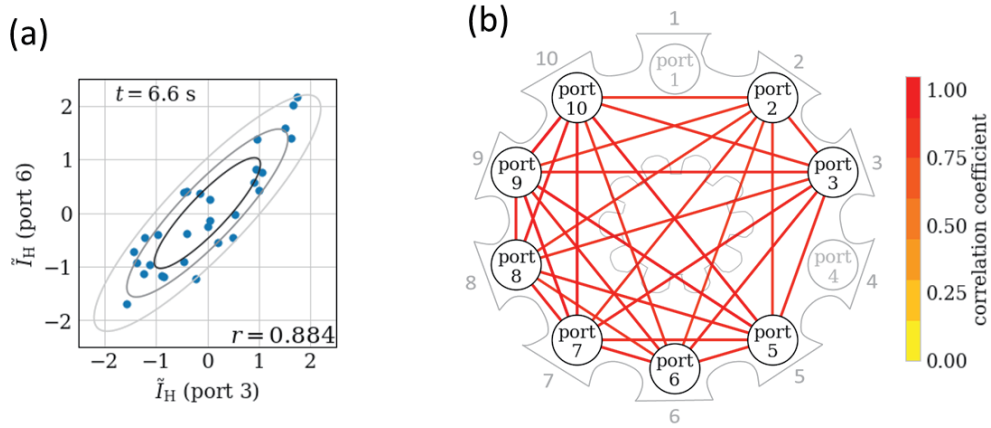 (a)
t = 6.6 s
2
1
0
−1
−2
Ĩ_H (port 6)
r = 0.884
−2 −1 0 1 2
Ĩ_H (port 3)
(b)
1
port 1
10
port 10
2
port 2
9
port 9
3
port 3
8
port 8
port 4
4
7
port 7
port 6
6
port 5
5
1.00
0.75
0.50
0.25
0.00
correlation coefficient